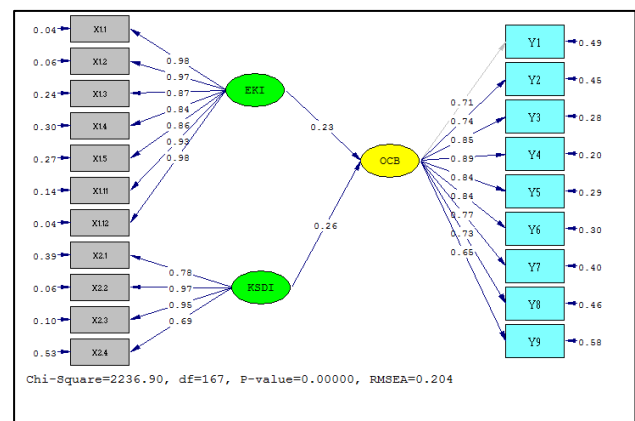 0.04 X1.1
0.06 X1.2
0.24 X1.3
0.30 X1.4
0.27 X1.5
0.14 X1.11
0.04 X1.12
0.39 X2.1
0.06 X2.2
0.10 X2.3
0.53 X2.4
0.98
0.97
0.87
0.84
0.86
0.93
0.98
EKI
0.78
0.97
0.95
0.69
KSDI
0.23
0.26
OCB
0.71
0.74
0.85
0.89
0.84
0.84
0.77
0.73
0.65
Y1 0.49
Y2 0.45
Y3 0.28
Y4 0.20
Y5 0.29
Y6 0.30
Y7 0.40
Y8 0.46
Y9 0.58
Chi-Square=2236.90, df=167, P-value=0.00000, RMSEA=0.204